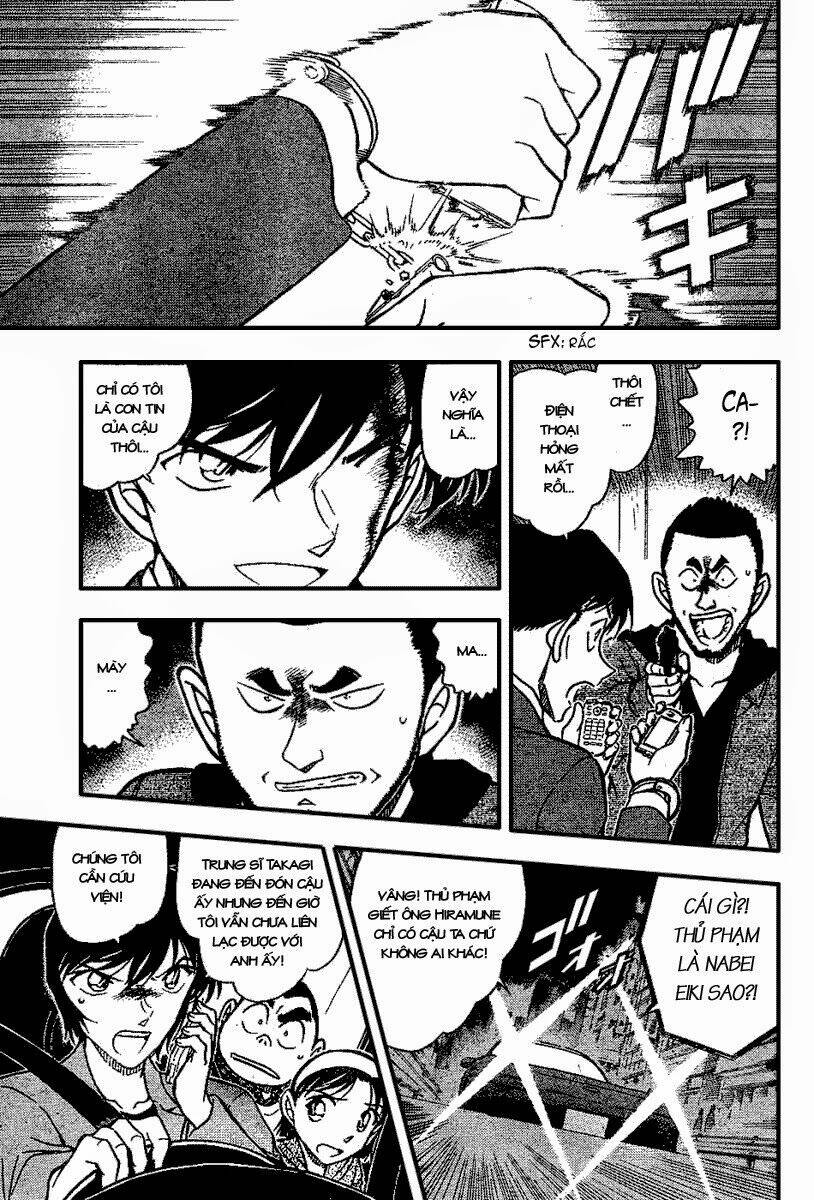 バキ
SFX: RẮC
CA-
?!
THÔI
CHẾT
...
ĐIỆN
THOẠI
HỎNG
MẤT
RỒI...
VẬY
NGHĨA
LÀ...
CHỈ CÓ TÔI
LÀ CON TIN
CỦA CẬU
THÔI...
MA...
MÀY
...
CÁI GÌ?!
THỦ PHẠM
LÀ NABEI
EIKI SAO?!
VÂNG! THỦ PHẠM
GIẾT ÔNG HIRAMUNE
CHỈ CÓ CẬU TA CHỨ
KHÔNG AI KHÁC!
ゴオオ
TRUNG SĨ TAKAGI
ĐANG ĐẾN ĐÓN CẬU
ẤY NHƯNG ĐẾN GIỜ
TÔI VẪN CHƯA LIÊN
LẠC ĐƯỢC VỚI
ANH ẤY!
CHÚNG TÔI
CẦN CỨU
VIỆN!